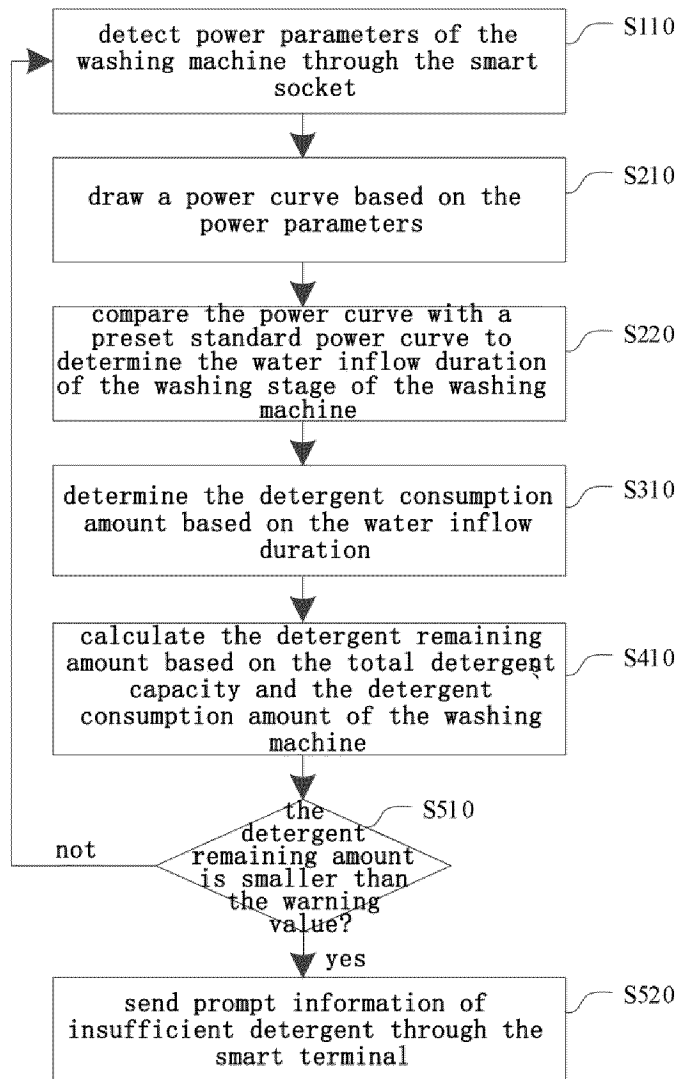 detect power parameters of the
washing machine through the smart
socket
S110
draw a power curve based on the
power parameters
S210
compare the power curve with a
preset standard power curve to
determine the water inflow duration
of the washing stage of the washing
machine
S220
determine the detergent consumption
amount based on the water inflow
duration
S310
calculate the detergent remaining
amount based on the total detergent
capacity and the detergent
consumption amount of the washing
machine
S410
the
detergent
remaining amount
is smaller than
the warning
value?
S510
not
yes
send prompt information of
insufficient detergent through the
smart terminal
S520